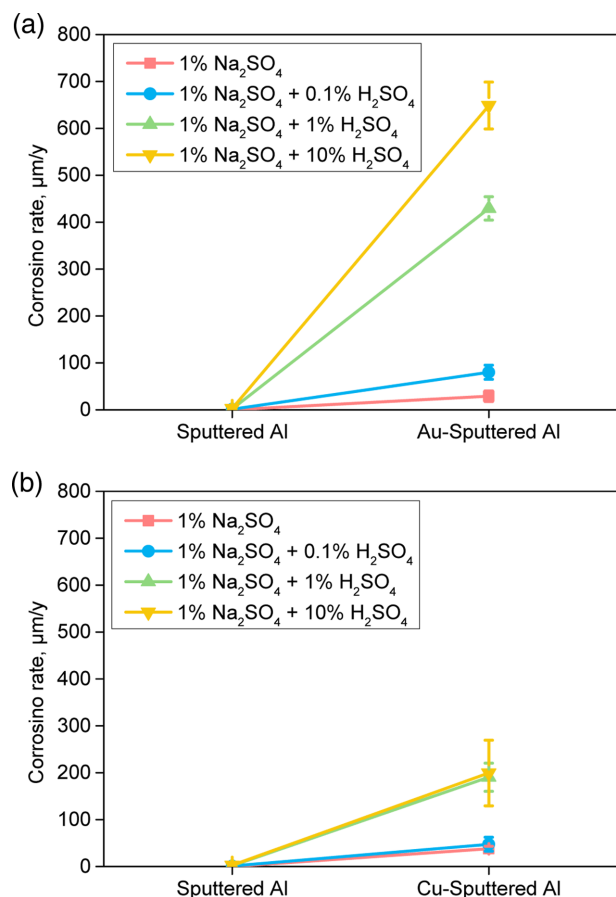 (a)
800
700
600
500
400
300
200
100
0
Corrosino rate, µm/y
1% Na₂SO₄
1% Na₂SO₄ + 0.1% H₂SO₄
1% Na₂SO₄ + 1% H₂SO₄
1% Na₂SO₄ + 10% H₂SO₄
Sputtered Al
Au-Sputtered Al
(b)
800
700
600
500
400
300
200
100
0
Corrosino rate, µm/y
1% Na₂SO₄
1% Na₂SO₄ + 0.1% H₂SO₄
1% Na₂SO₄ + 1% H₂SO₄
1% Na₂SO₄ + 10% H₂SO₄
Sputtered Al
Cu-Sputtered Al